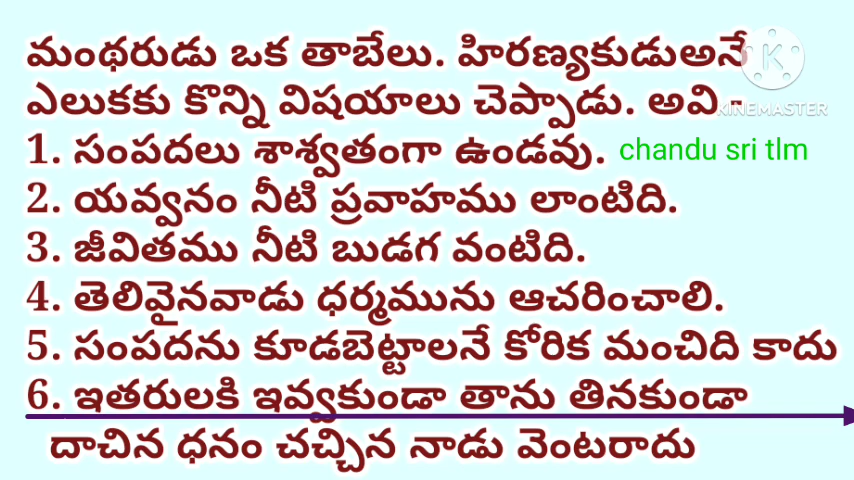 మంథరుడు ఒక తాబేలు. హిరణ్యకుడుఅనే
ఎలుకకు కొన్ని విషయాలు చెప్పాడు. అవి:-
KINEMASTER
1. సంపదలు శాశ్వతంగా ఉండవు. chandu sri tlm
2. యవ్వనం నీటి ప్రవాహము లాంటిది.
3. జీవితము నీటి బుడగ వంటిది.
4. తెలివైనవాడు ధర్మమును ఆచరించాలి.
5. సంపదను కూడబెట్టాలనే కోరిక మంచిది కాదు
6. ఇతరులకి ఇవ్వకుండా తాను తినకుండా
దాచిన ధనం చచ్చిన నాడు వెంటరాదు